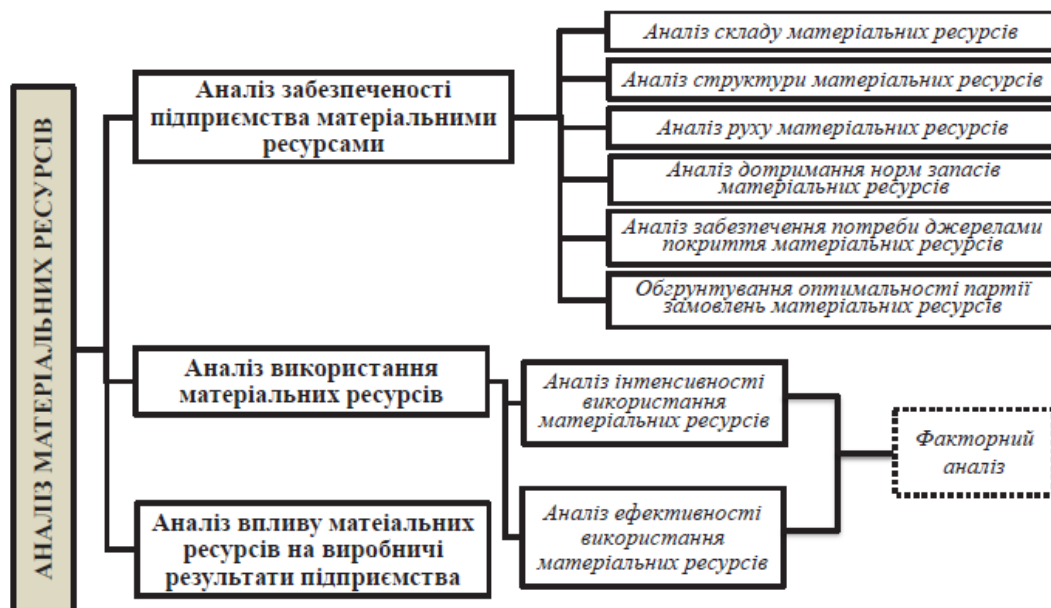 АНАЛІЗ МАТЕРІАЛЬНИХ РЕСУРСІВ
Аналіз забезпеченості
підприємства матеріальними
ресурсами
Аналіз складу матеріальних ресурсів
Аналіз структури матеріальних ресурсів
Аналіз руху матеріальних ресурсів
Аналіз дотримання норм запасів
матеріальних ресурсів
Аналіз забезпечення потреби джерелами
покриття матеріальних ресурсів
Обгрунтування оптимальності партії
замовлень матеріальних ресурсів
Аналіз використання
матеріальних ресурсів
Аналіз інтенсивності
використання
матеріальних ресурсів
Аналіз ефективності
використання
матеріальних ресурсів
Факторний
аналіз
Аналіз впливу матеіальних
ресурсів на виробничі
результати підприємства